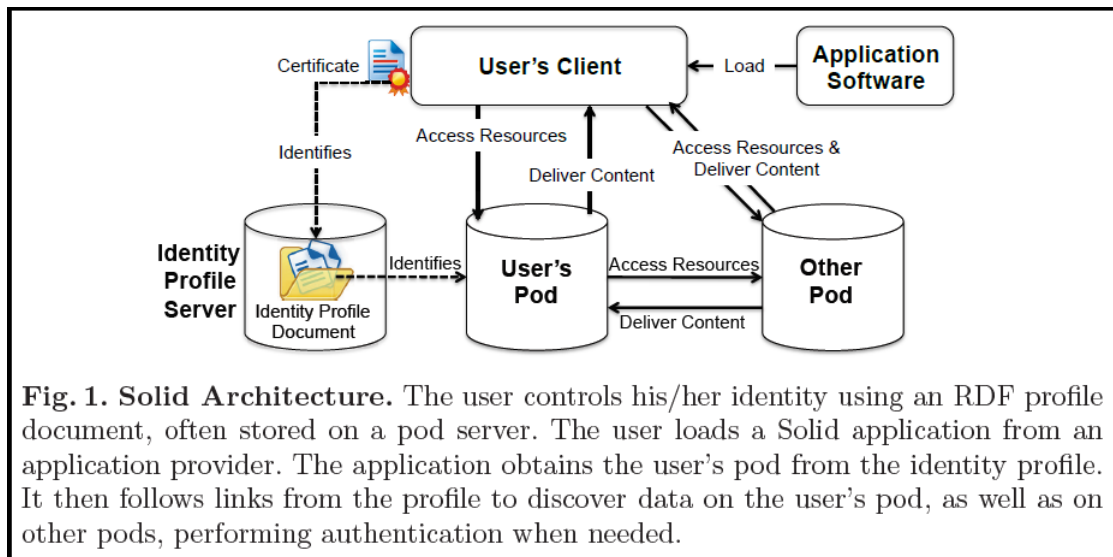 Certificate
User's Client
Load
Application
Software
Access Resources
Identifies
Deliver Content
Access Resources &
Deliver Content
Identity
Profile
Server
Identifies
Identity Profile
Document
User's
Pod
Access Resources
Deliver Content
Other
Pod
Fig. 1. Solid Architecture. The user controls his/her identity using an RDF profile
document, often stored on a pod server. The user loads a Solid application from an
application provider. The application obtains the user's pod from the identity profile.
It then follows links from the profile to discover data on the user's pod, as well as on
other pods, performing authentication when needed.